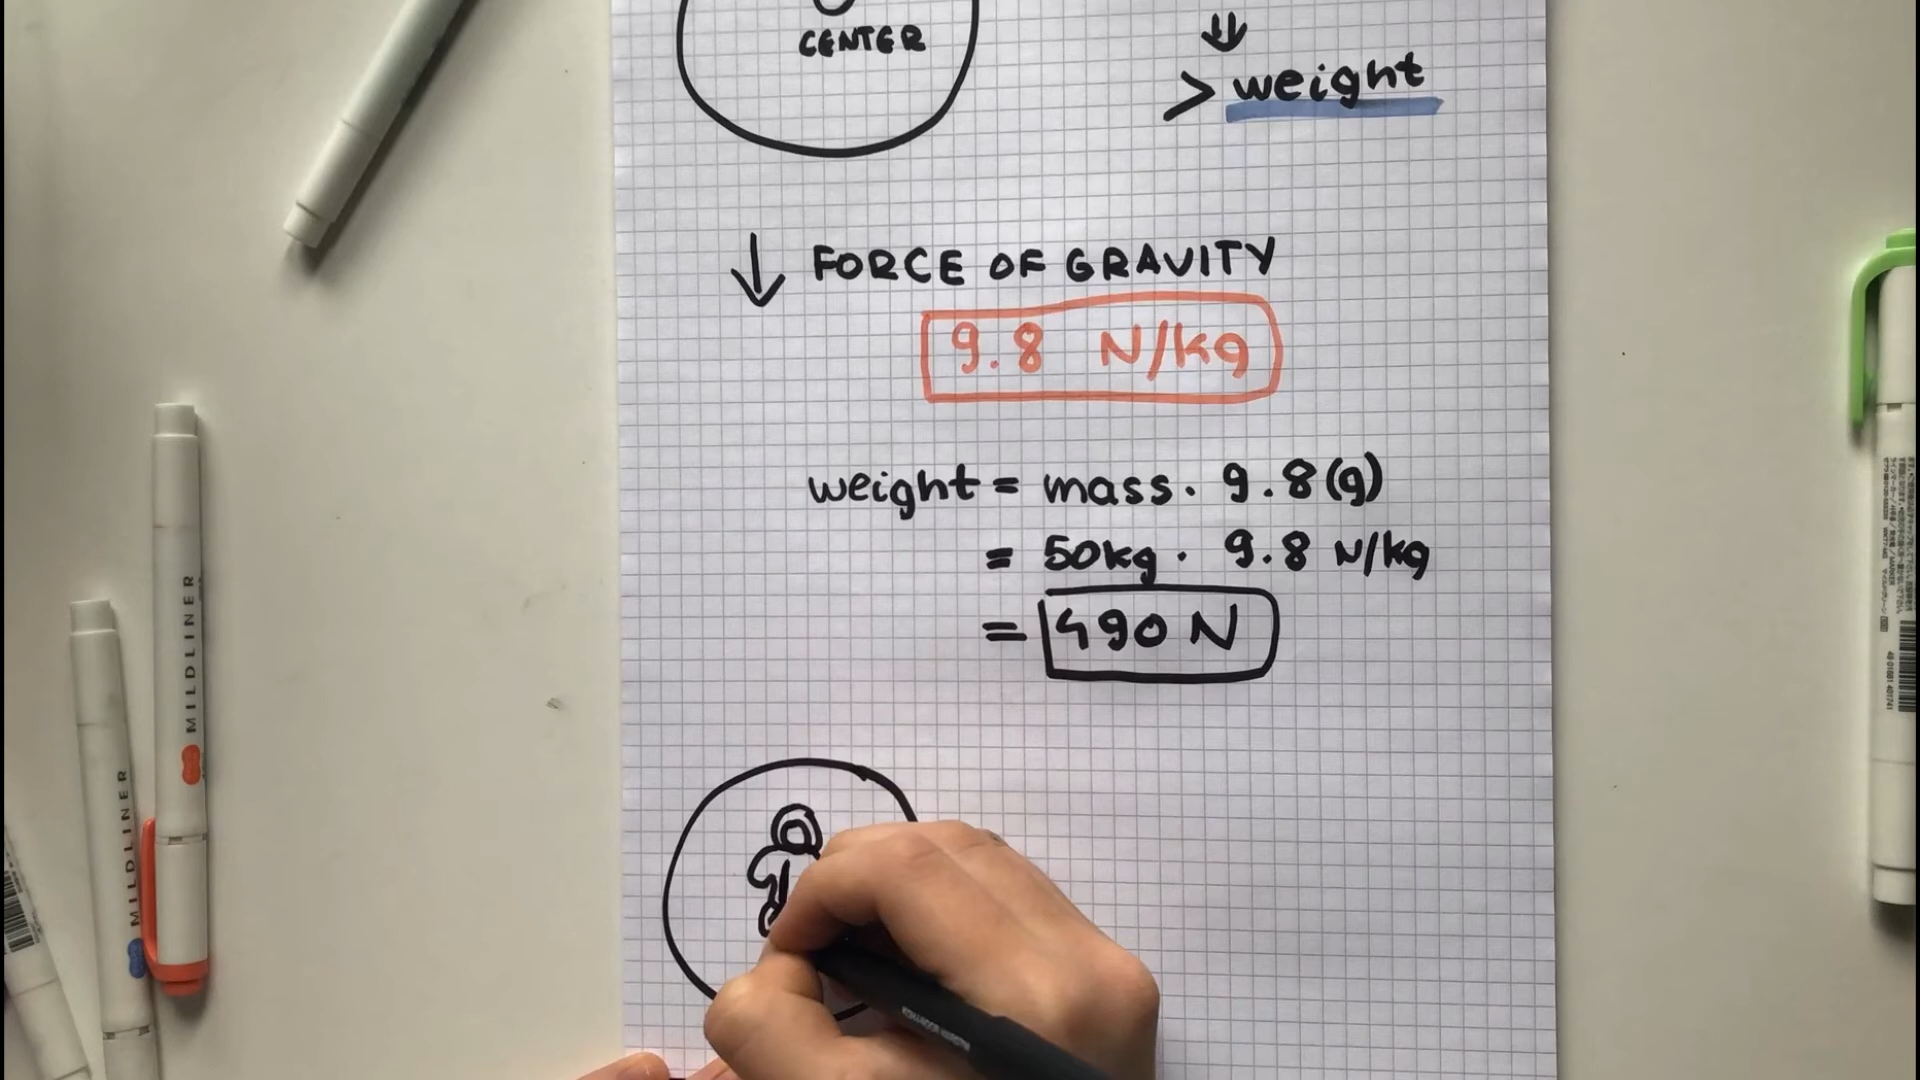 CENTER
⇓
> weight
↓ FORCE OF GRAVITY
9.8 N/kg
weight = mass · 9.8 (g)
= 50kg · 9.8 N/kg
= 490 N
MILDLINER
MILDLINER